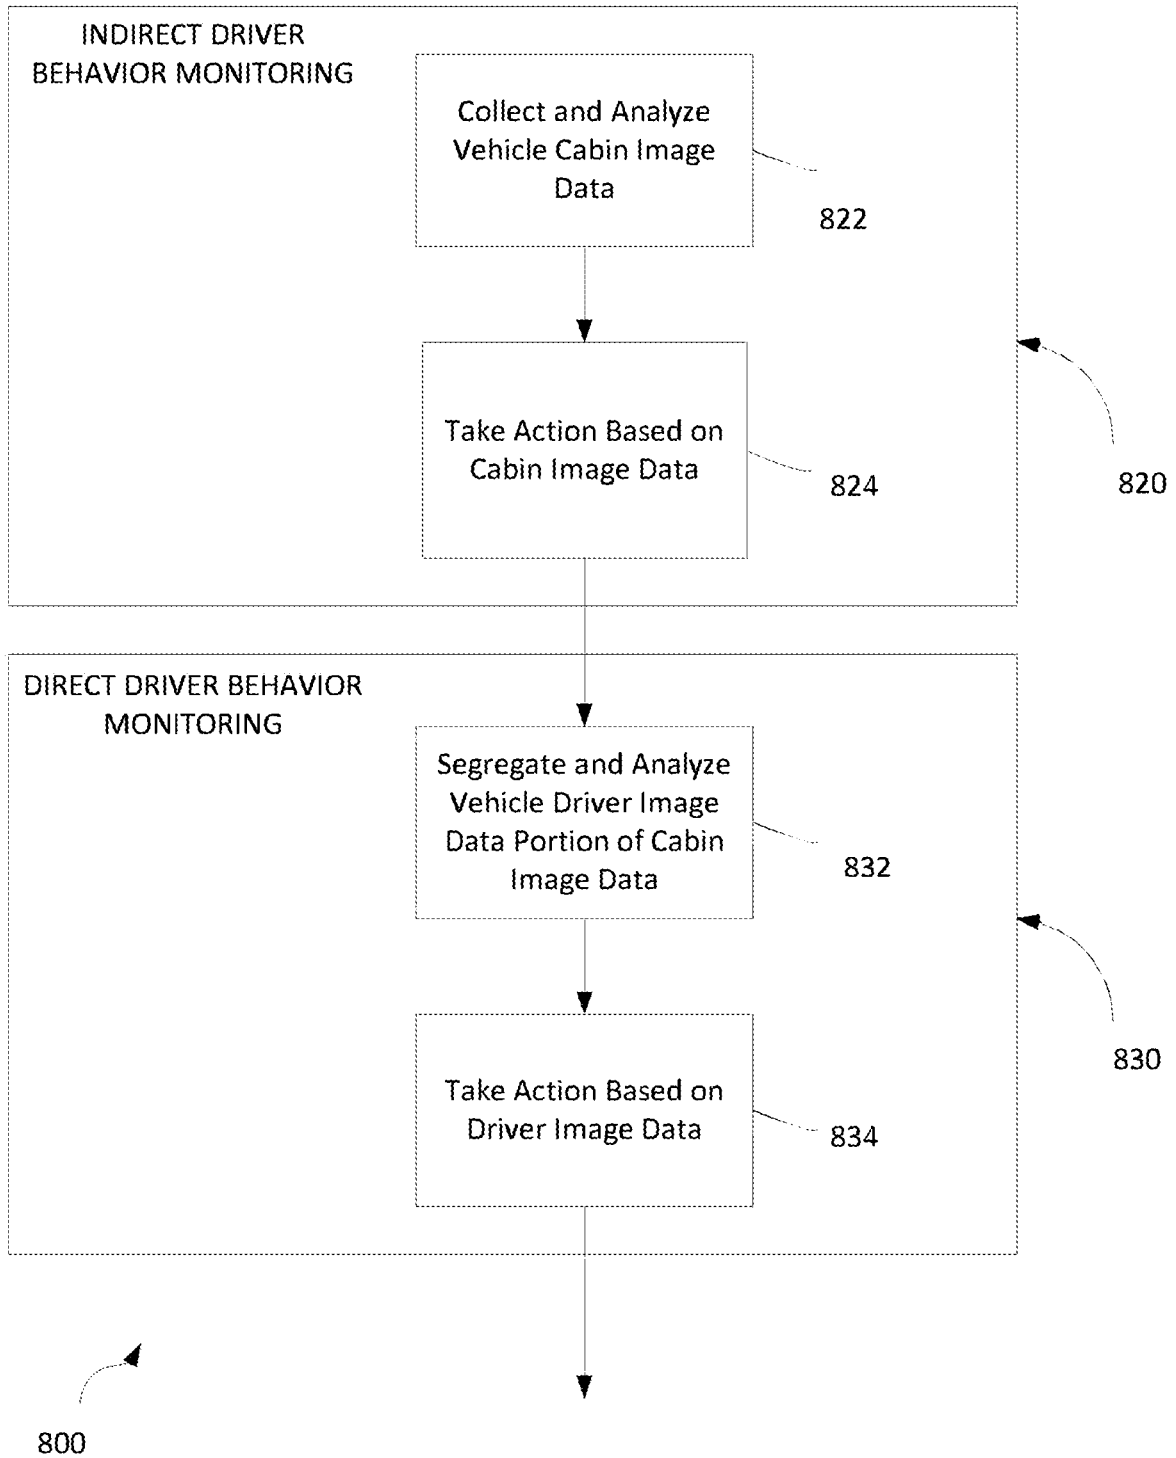 INDIRECT DRIVER
BEHAVIOR MONITORING
Collect and Analyze
Vehicle Cabin Image
Data
822
Take Action Based on
Cabin Image Data
824
820
DIRECT DRIVER BEHAVIOR
MONITORING
Segregate and Analyze
Vehicle Driver Image
Data Portion of Cabin
Image Data
832
830
Take Action Based on
Driver Image Data
834
800